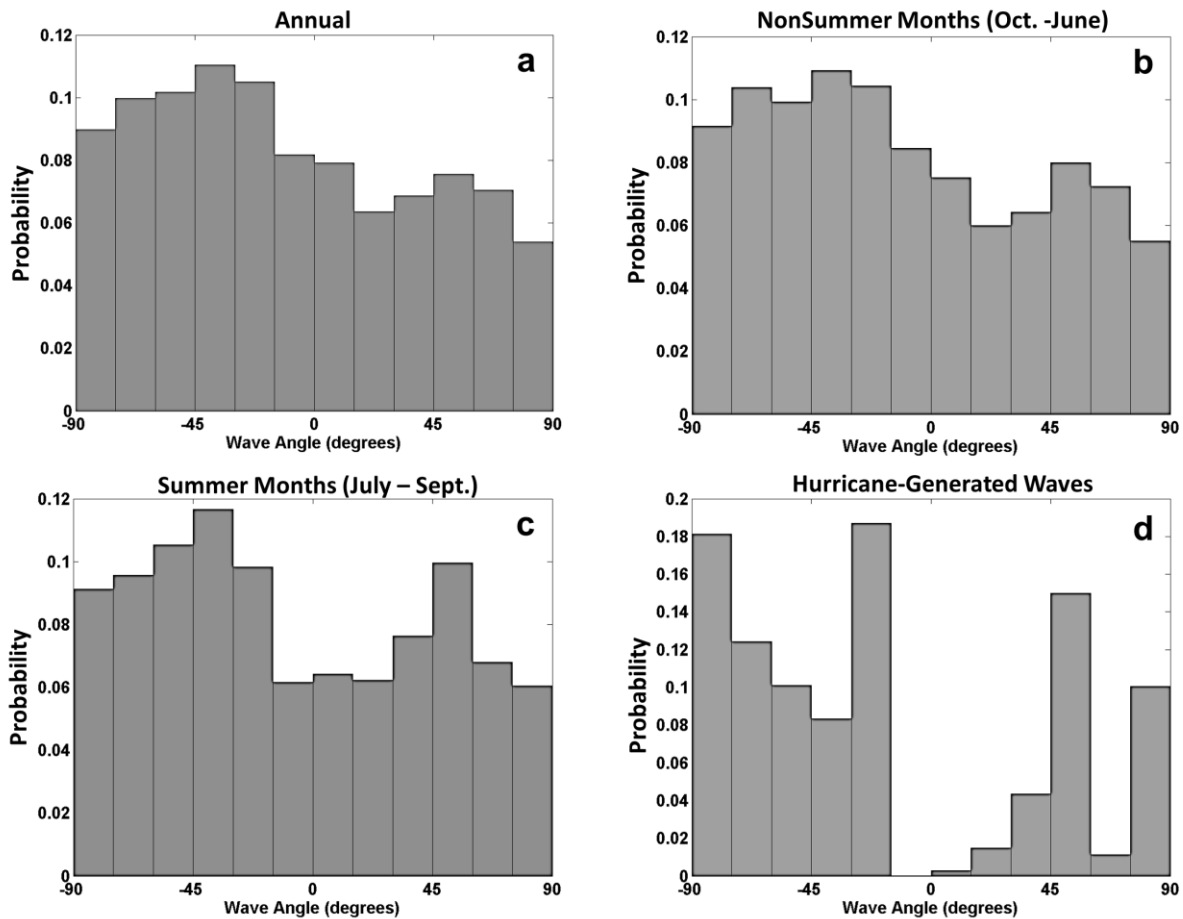 Annual
a
0.12
0.1
0.08
0.06
0.04
0.02
0
Probability
-90 -45 0 45 90
Wave Angle (degrees)
NonSummer Months (Oct. -June)
b
0.12
0.1
0.08
0.06
0.04
0.02
0
Probability
-90 -45 0 45 90
Wave Angle (degrees)
Summer Months (July – Sept.)
c
0.12
0.1
0.08
0.06
0.04
0.02
0
Probability
-90 -45 0 45 90
Wave Angle (degrees)
Hurricane-Generated Waves
d
0.2
0.18
0.16
0.14
0.12
0.1
0.08
0.06
0.04
0.02
0
Probability
-90 -45 0 45 90
Wave Angle (degrees)